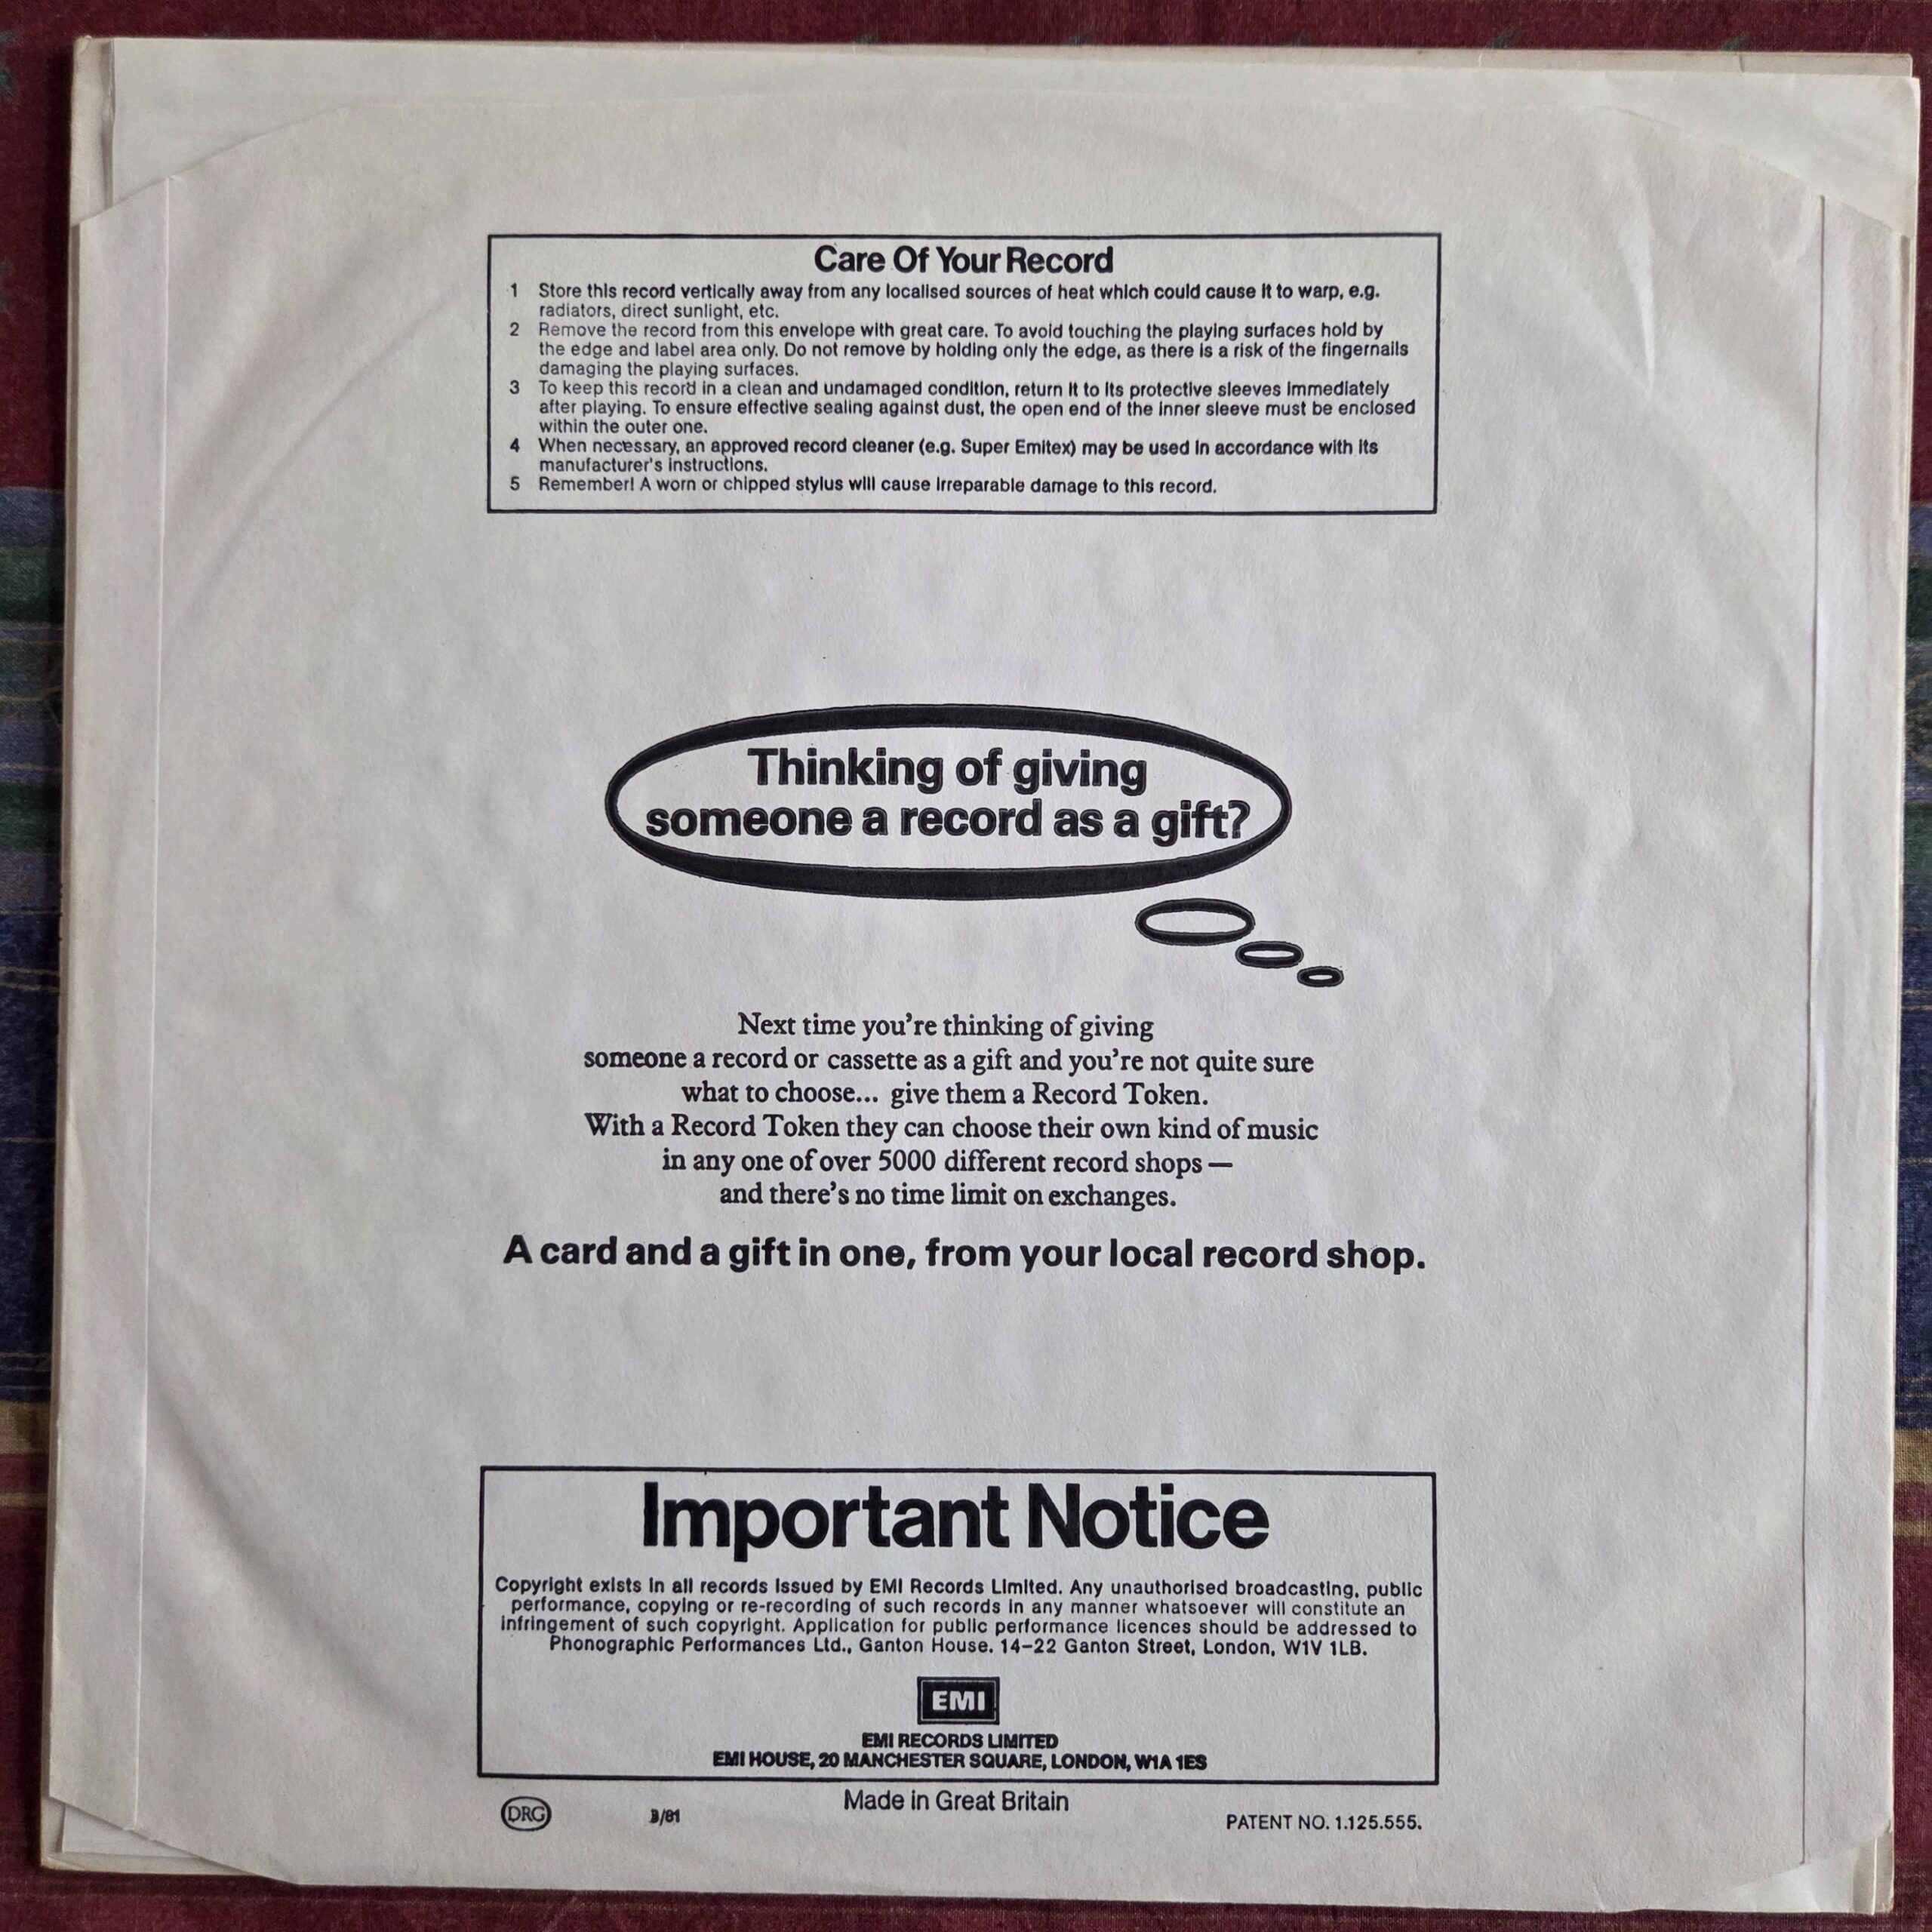 Care Of Your Record
1 Store this record vertically away from any localised sources of heat which could cause it to warp, e.g.
radiators, direct sunlight, etc.
2 Remove the record from this envelope with great care. To avoid touching the playing surfaces hold by
the edge and label area only. Do not remove by holding only the edge, as there is a risk of the fingernails
damaging the playing surfaces.
3 To keep this record in a clean and undamaged condition, return it to its protective sleeves immediately
after playing. To ensure effective sealing against dust, the open end of the inner sleeve must be enclosed
within the outer one.
4 When necessary, an approved record cleaner (e.g. Super Emitex) may be used in accordance with its
manufacturer's instructions.
5 Remember! A worn or chipped stylus will cause irreparable damage to this record.
Thinking of giving
someone a record as a gift?
Next time you're thinking of giving
someone a record or cassette as a gift and you're not quite sure
what to choose... give them a Record Token.
With a Record Token they can choose their own kind of music
in any one of over 5000 different record shops —
and there's no time limit on exchanges.
A card and a gift in one, from your local record shop.
Important Notice
Copyright exists in all records issued by EMI Records Limited. Any unauthorised broadcasting, public
performance, copying or re-recording of such records in any manner whatsoever will constitute an
infringement of such copyright. Application for public performance licences should be addressed to
Phonographic Performances Ltd., Ganton House. 14–22 Ganton Street, London, W1V 1LB.
EMI
EMI RECORDS LIMITED
EMI HOUSE, 20 MANCHESTER SQUARE, LONDON, W1A 1ES
Made in Great Britain
DRG
PATENT NO. 1.125.555.